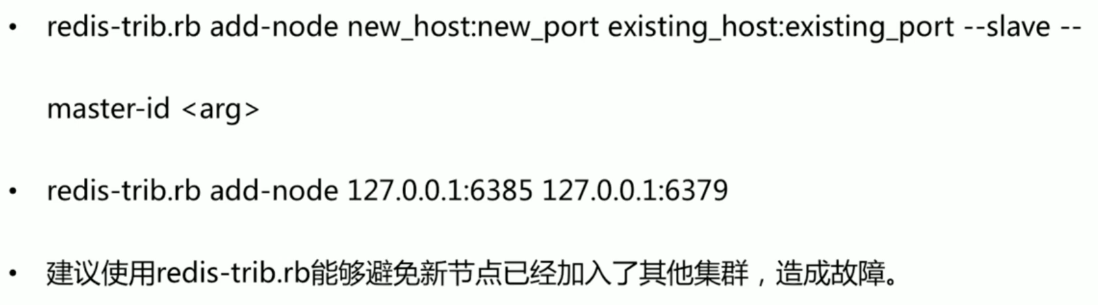 • redis-trib.rb add-node new_host:new_port existing_host:existing_port --slave --
master-id <arg>
• redis-trib.rb add-node 127.0.0.1:6385 127.0.0.1:6379
• 建议使用redis-trib.rb能够避免新节点已经加入了其他集群，造成故障。